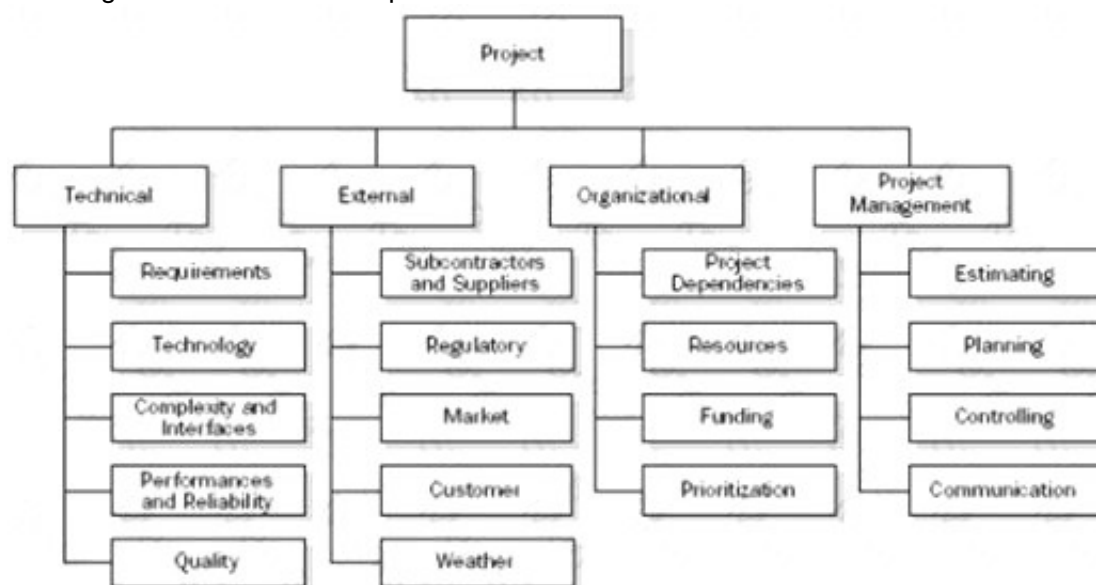 Project
Technical
External
Organizational
Project
Management
Requirements
Subcontractors
and Suppliers
Project
Dependencies
Estimating
Technology
Regulatory
Resources
Planning
Complexity and
Interfaces
Market
Funding
Controlling
Performances
and Reliability
Customer
Prioritization
Communication
Quality
Weather